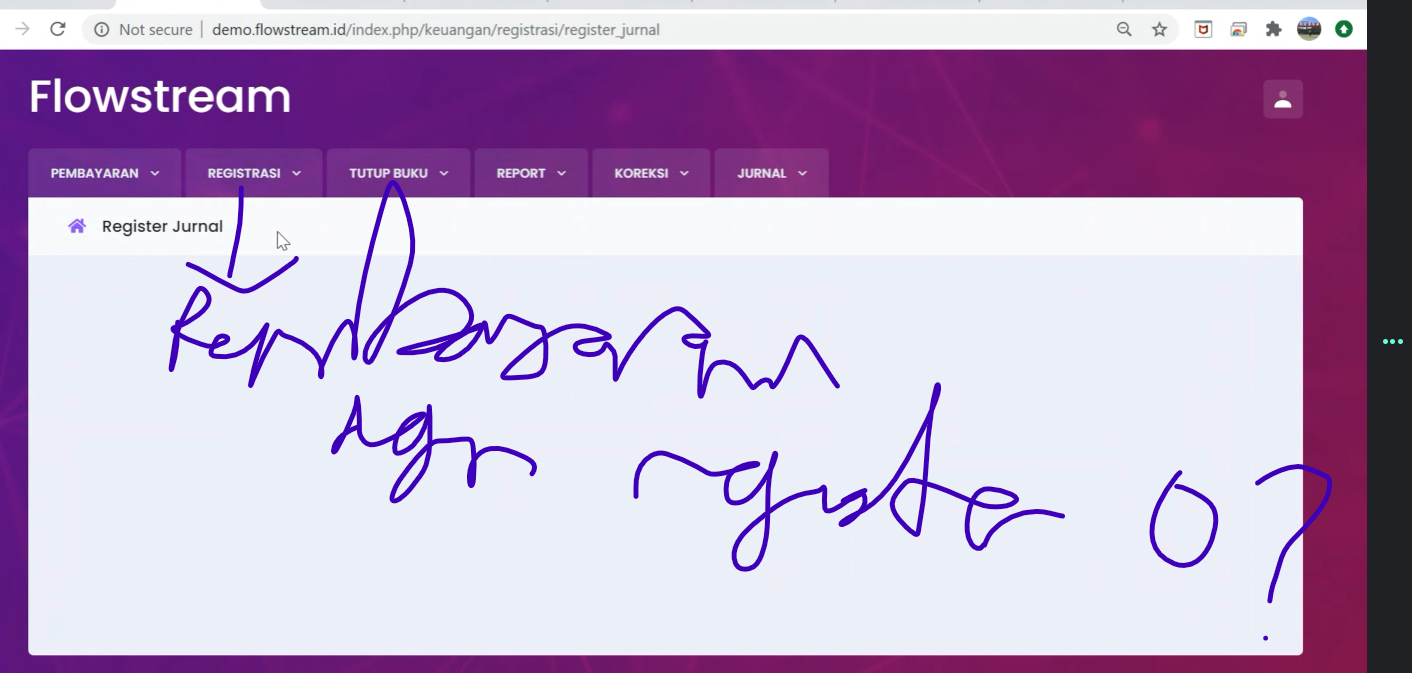 Not secure demo.flowstream.id/index.php/keuangan/registrasi/register_jurnal
Flowstream
PEMBAYARAN REGISTRASI TUTUP BUKU REPORT KOREKSI JURNAL
Register Jurnal
agr register 0 ?